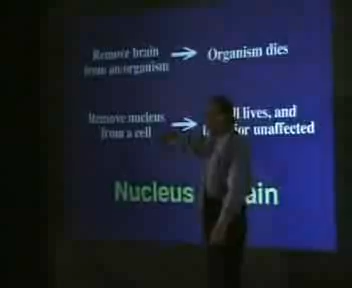 Remove brain
from an organism
Organism dies
Remove nucleus
from a cell
lives, and
unaffected
Nucleus